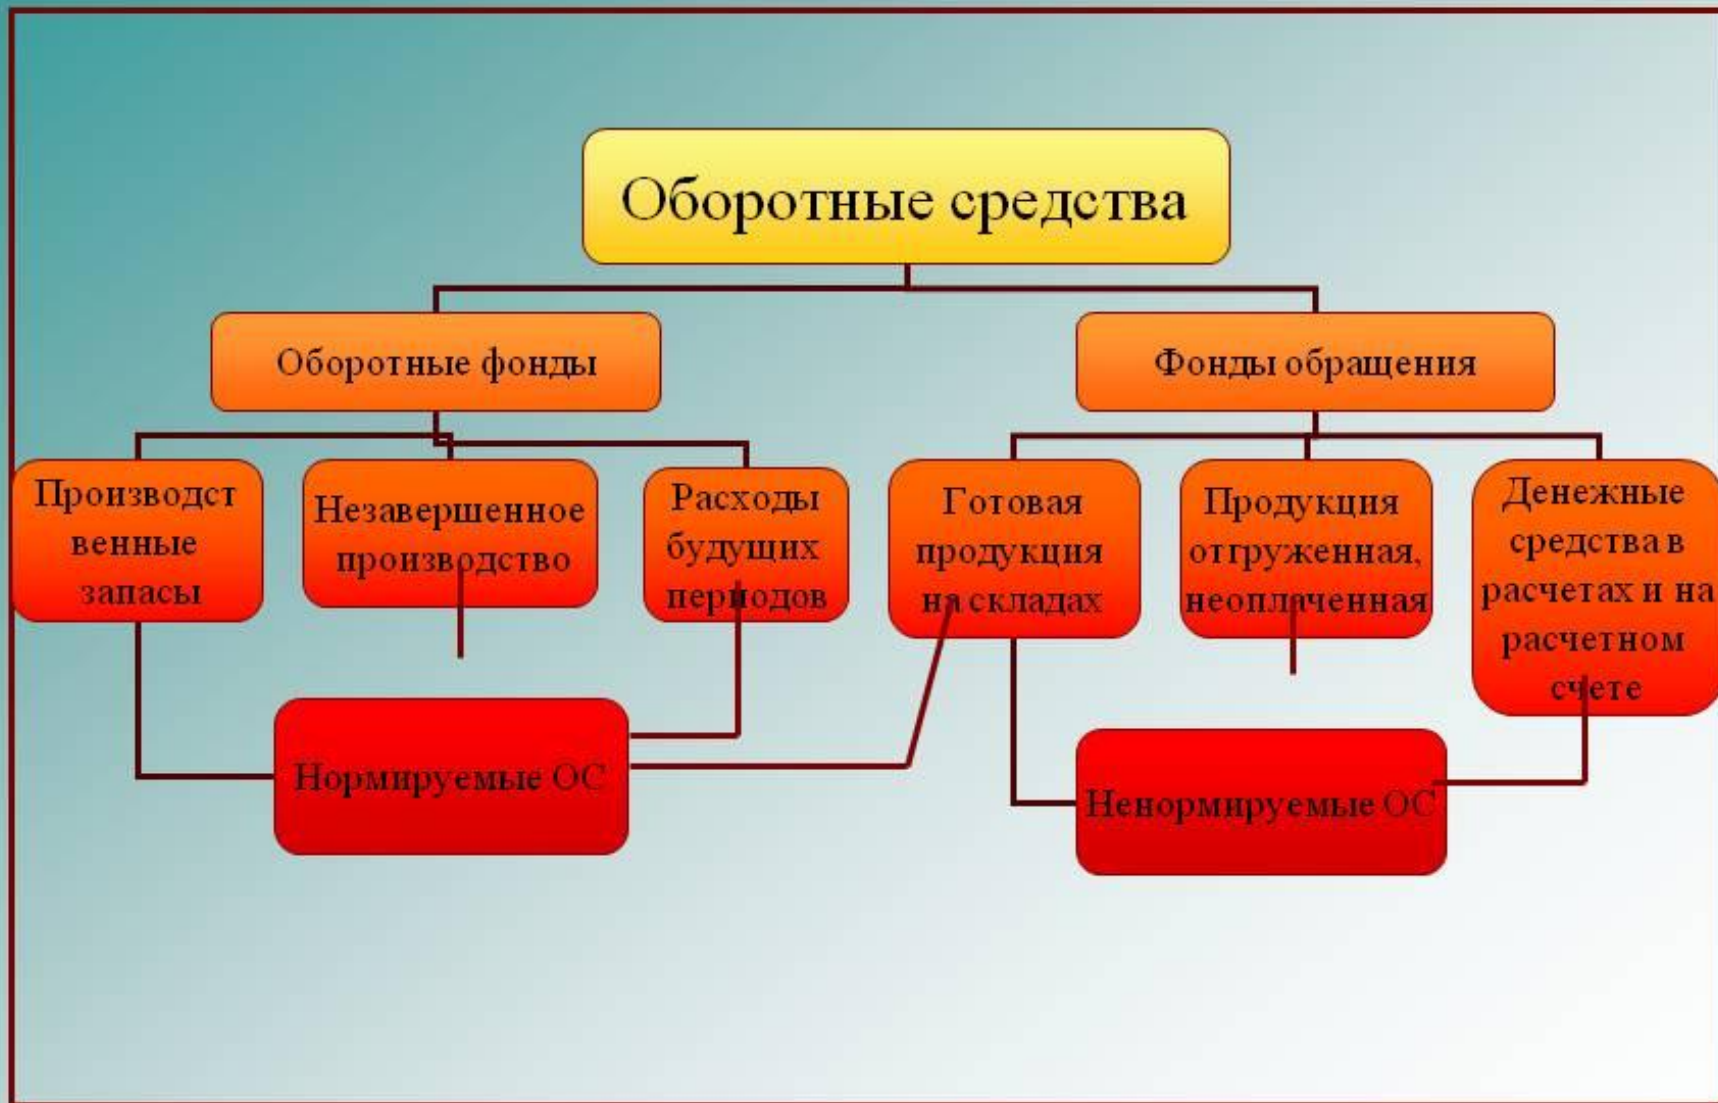 Оборотные средства
Оборотные фонды
Фонды обращения
Производст
венные
запасы
Незавершенное
производство
Расходы
будущих
периодов
Готовая
продукция
на складах
Продукция
отгруженная,
неоплаченная
Денежные
средства в
расчетах и на
расчетном
счете
Нормируемые ОС
Ненормируемые ОС